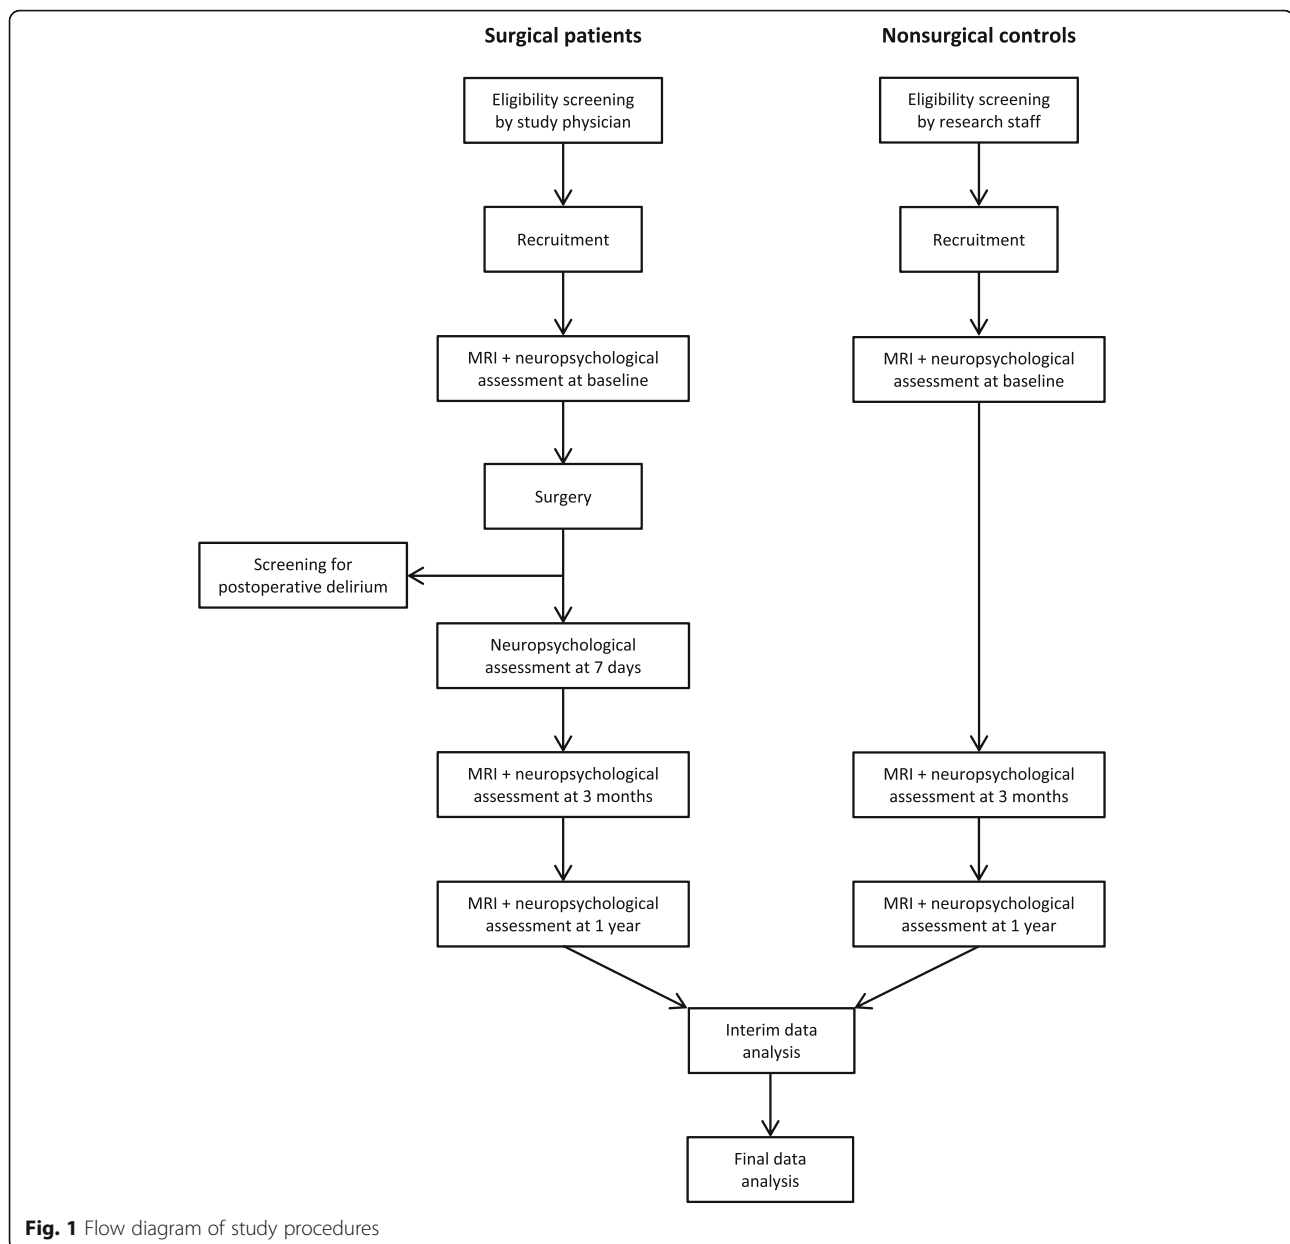 Surgical patients
Nonsurgical controls
Eligibility screening
by study physician
Eligibility screening
by research staff
Recruitment
Recruitment
MRI + neuropsychological
assessment at baseline
MRI + neuropsychological
assessment at baseline
Surgery
Screening for
postoperative delirium
Neuropsychological
assessment at 7 days
MRI + neuropsychological
assessment at 3 months
MRI + neuropsychological
assessment at 3 months
MRI + neuropsychological
assessment at 1 year
MRI + neuropsychological
assessment at 1 year
Interim data
analysis
Final data
analysis
Fig. 1 Flow diagram of study procedures